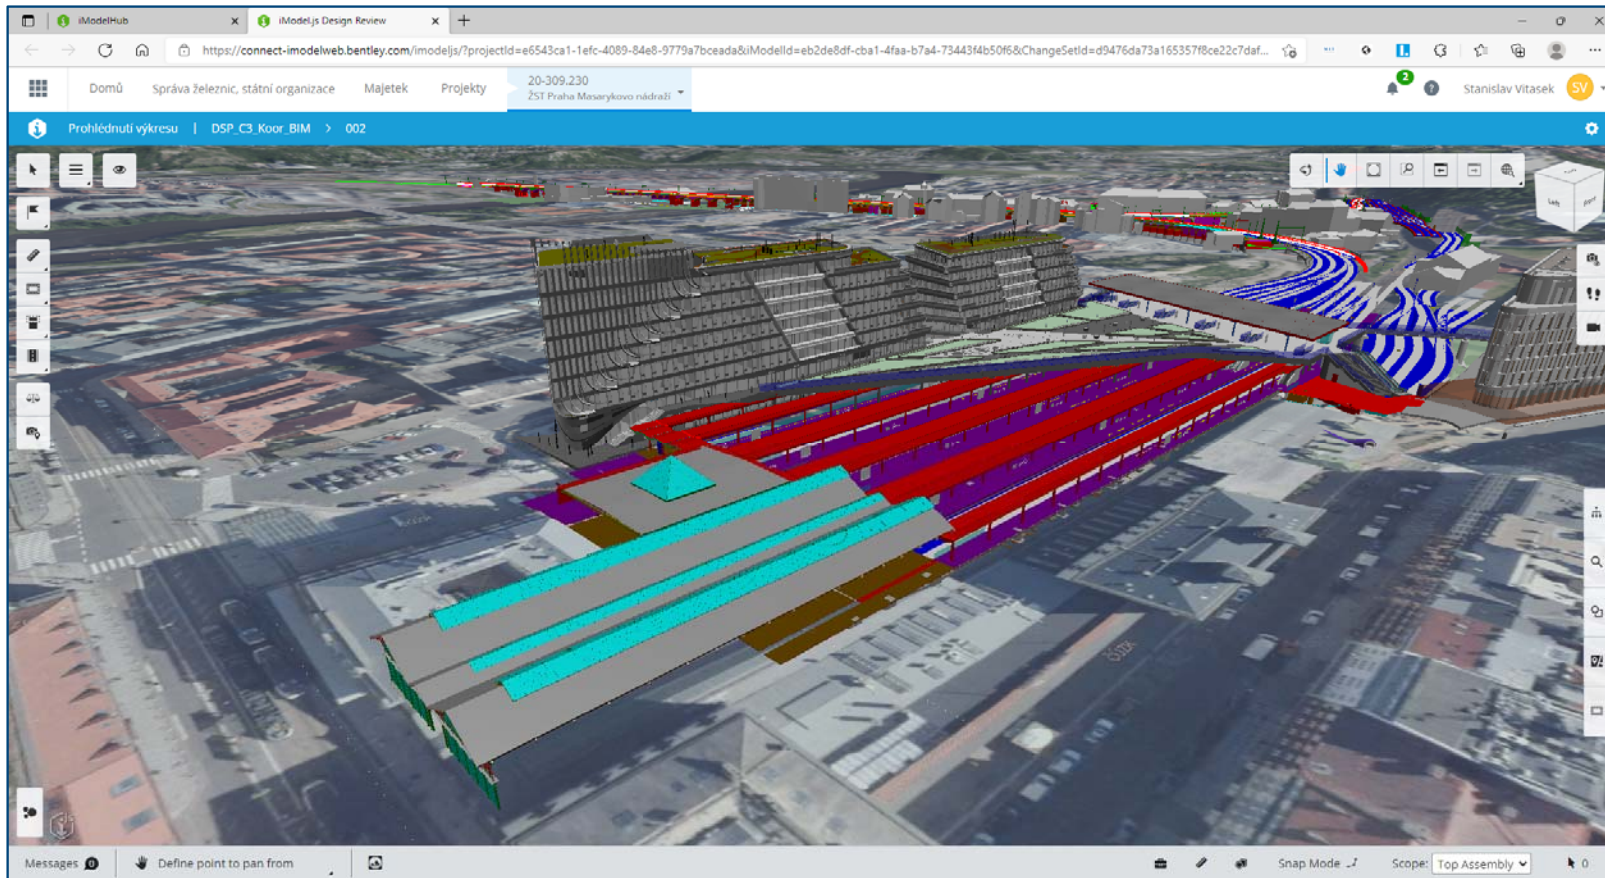 iModelHub
iModel.js Design Review
https://connect-imodelweb.bentley.com/imodeljs/?projectId=e6543ca1-1efc-4089-84e8-9779a7bceada&iModelId=eb2de8df-cba1-4faa-b7a4-73443f4b50f6&ChangeSetId=d9476da73a165357f8ce22c7daf...
Domů
Správa železnic, státní organizace
Majetek
Projekty
20-309.230
ŽST Praha Masarykovo nádraží
2
Stanislav Vitasek
SV
Prohlédnutí výkresu | DSP_C3_Koor_BIM > 002
Left
Messages 0
Define point to pan from
Snap Mode
Scope: Top Assembly
0